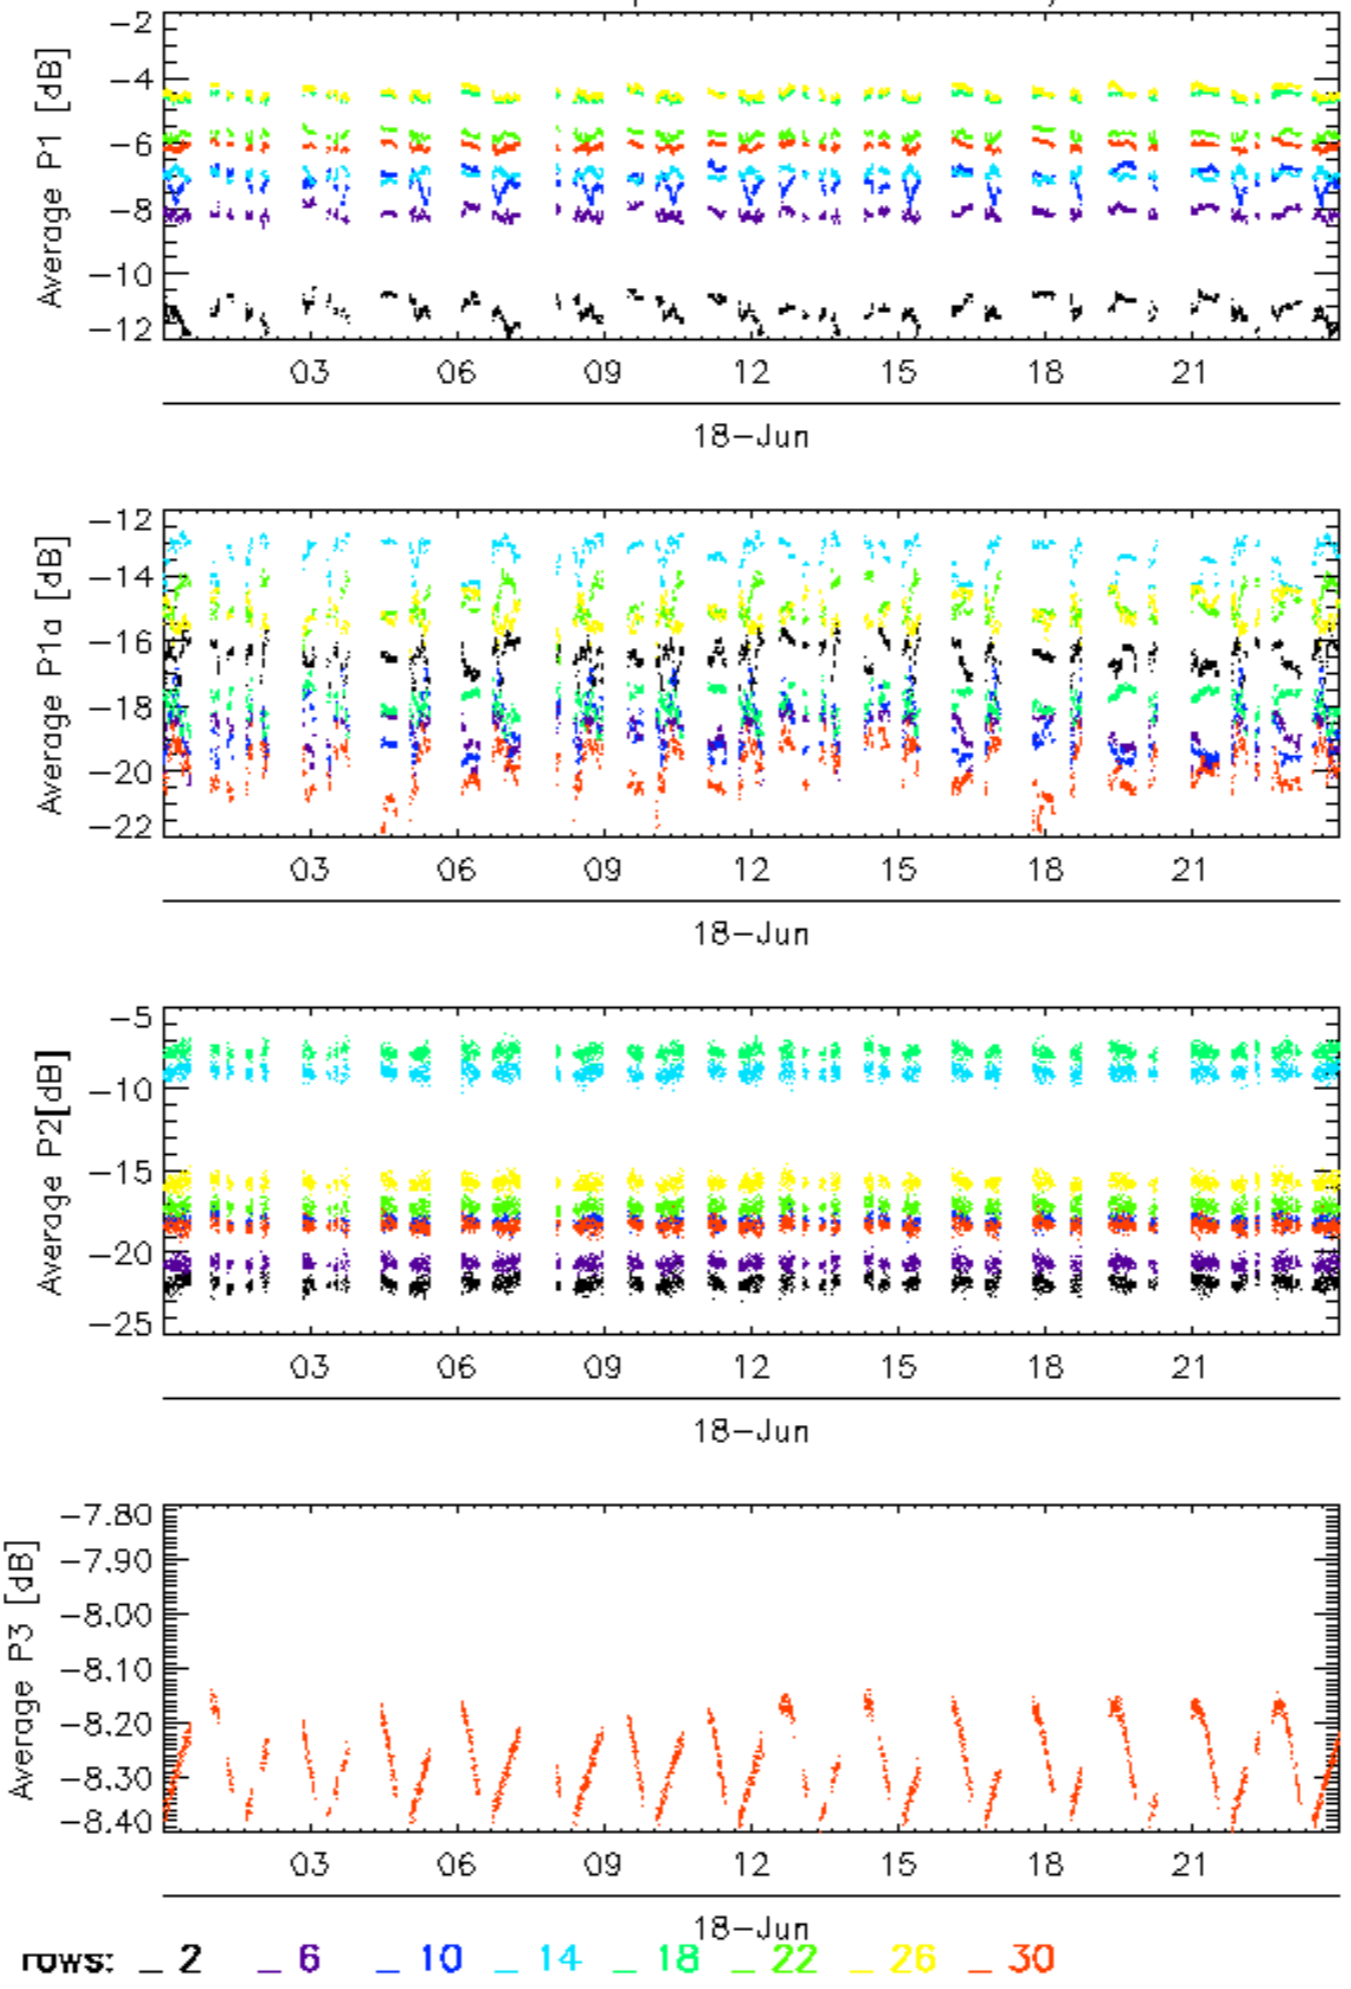 Average P1 [dB]
−2
−4
−6
−8
−10
−12
03 06 09 12 15 18 21
18−Jun
Average P1a [dB]
−12
−14
−16
−18
−20
−22
03 06 09 12 15 18 21
18−Jun
Average P2[dB]
−5
−10
−15
−20
−25
03 06 09 12 15 18 21
18−Jun
Average P3 [dB]
−7.80
−7.90
−8.00
−8.10
−8.20
−8.30
−8.40
03 06 09 12 15 18 21
18−Jun
rows: _ 2 _ 6 _ 10 _ 14 _ 18 _ 22 _ 26 _ 30